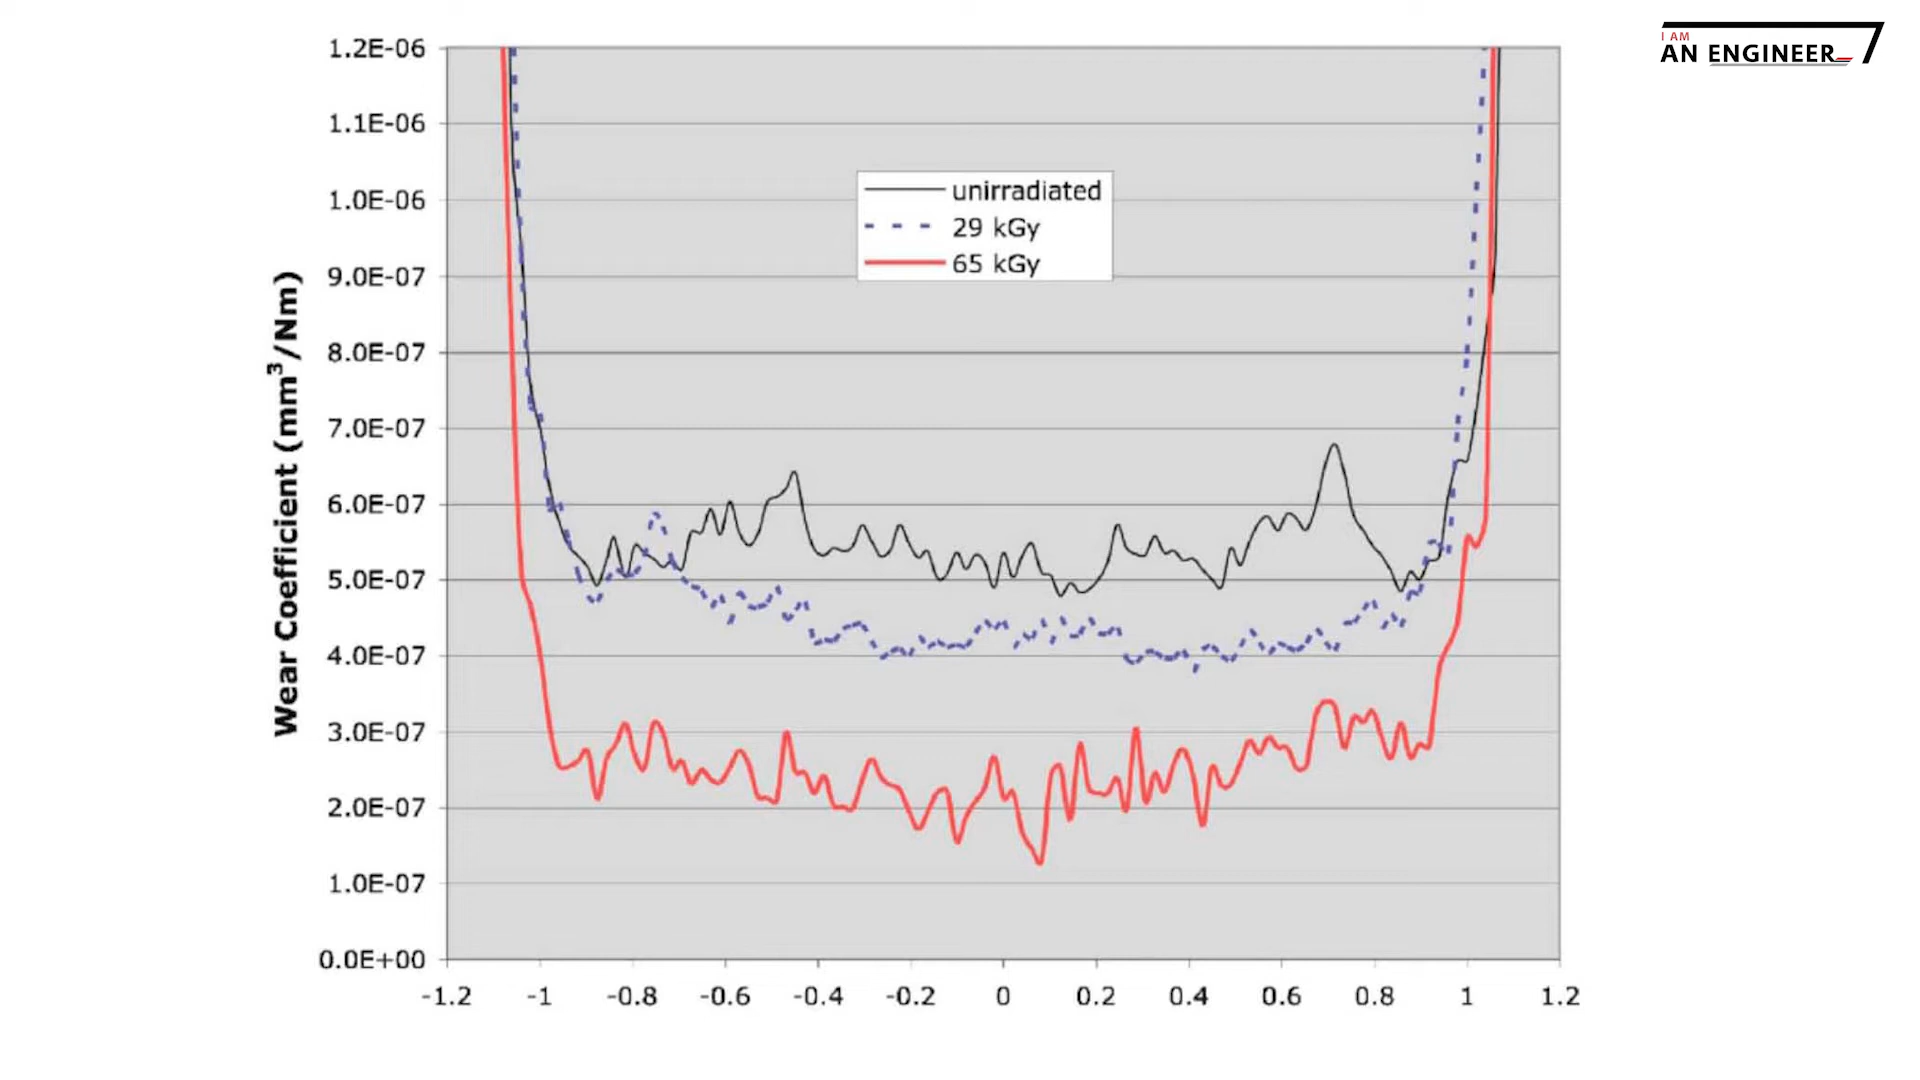 I AM
AN ENGINEER
1.2E-06
1.1E-06
1.0E-06
9.0E-07
8.0E-07
7.0E-07
6.0E-07
5.0E-07
4.0E-07
3.0E-07
2.0E-07
1.0E-07
0.0E+00
Wear Coefficient (mm³/Nm)
unirradiated
29 kGy
65 kGy
-1.2 -1 -0.8 -0.6 -0.4 -0.2 0 0.2 0.4 0.6 0.8 1 1.2